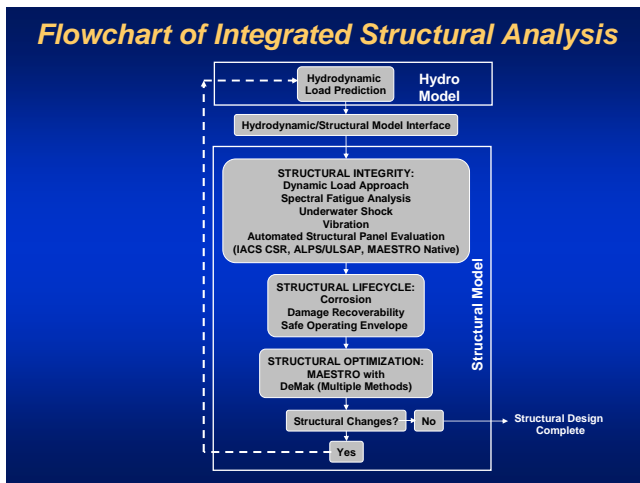 Flowchart of Integrated Structural Analysis
Hydrodynamic
Load Prediction
Hydro
Model
Hydrodynamic/Structural Model Interface
STRUCTURAL INTEGRITY:
Dynamic Load Approach
Spectral Fatigue Analysis
Underwater Shock
Vibration
Automated Structural Panel Evaluation
(IACS CSR, ALPS/ULSAP, MAESTRO Native)
STRUCTURAL LIFECYCLE:
Corrosion
Damage Recoverability
Safe Operating Envelope
Structural Model
STRUCTURAL OPTIMIZATION:
MAESTRO with
DeMak (Multiple Methods)
Structural Changes?
No
Structural Design
Complete
Yes